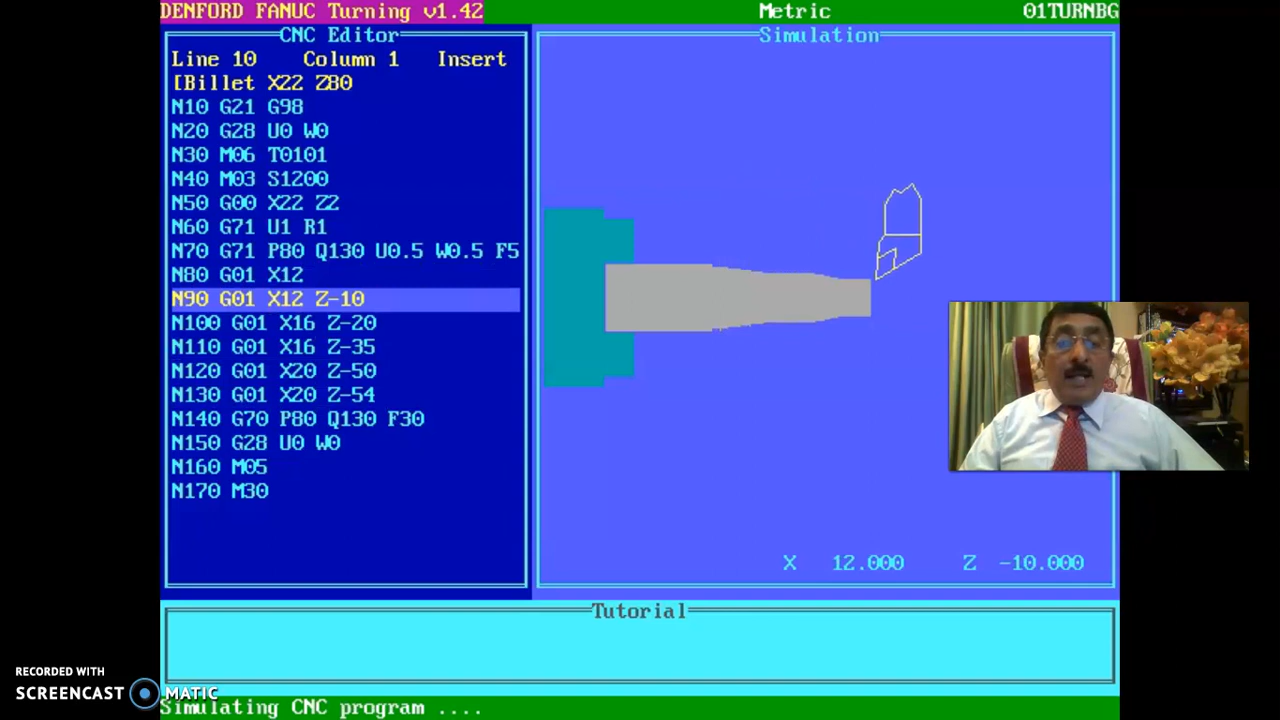 DENFORD FANUC Turning v1.42
Metric
01TURNBG
CNC Editor
Line 10 Column 1 Insert
[Billet X22 Z80
N10 G21 G98
N20 G28 U0 W0
N30 M06 T0101
N40 M03 S1200
N50 G00 X22 Z2
N60 G71 U1 R1
N70 G71 P80 Q130 U0.5 W0.5 F5
N80 G01 X12
N90 G01 X12 Z-10
N100 G01 X16 Z-20
N110 G01 X16 Z-35
N120 G01 X20 Z-50
N130 G01 X20 Z-54
N140 G70 P80 Q130 F30
N150 G28 U0 W0
N160 M05
N170 M30
Simulation
X 12.000 Z -10.000
Tutorial
RECORDED WITH
SCREENCAST MATIC
Simulating CNC program ....